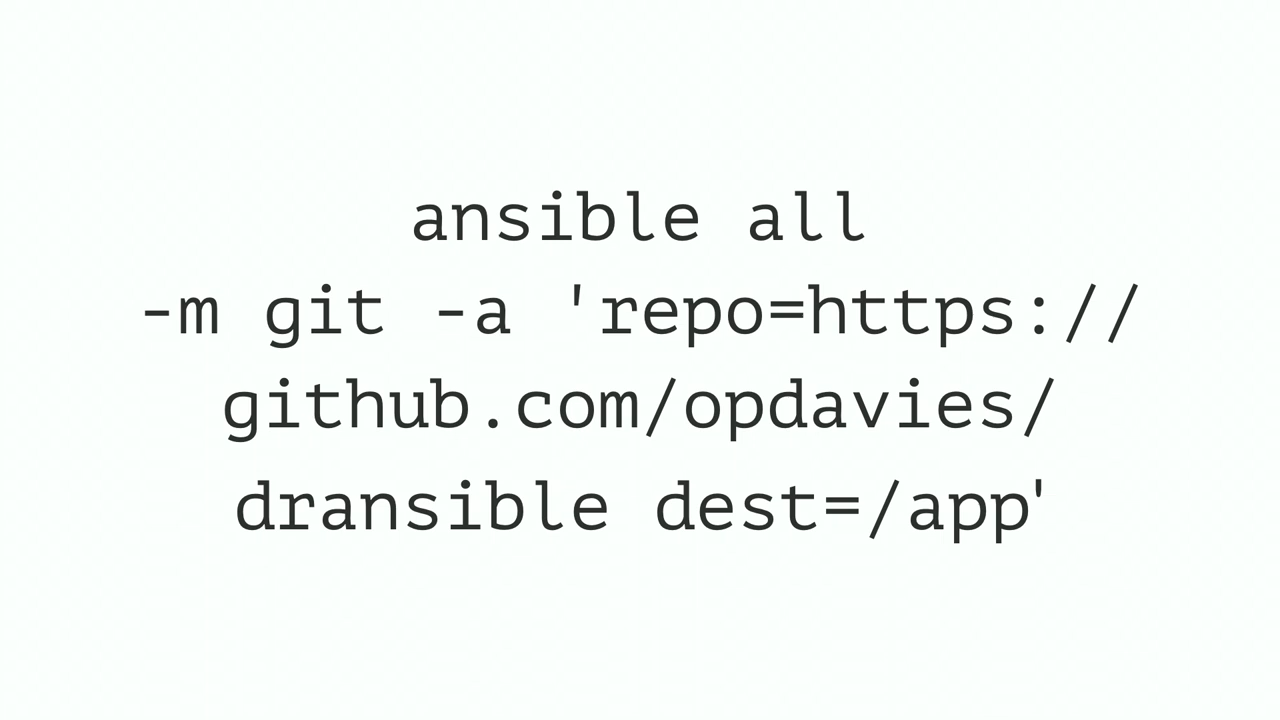 ansible all
-m git -a 'repo=https://
github.com/opdavies/
dransible dest=/app'